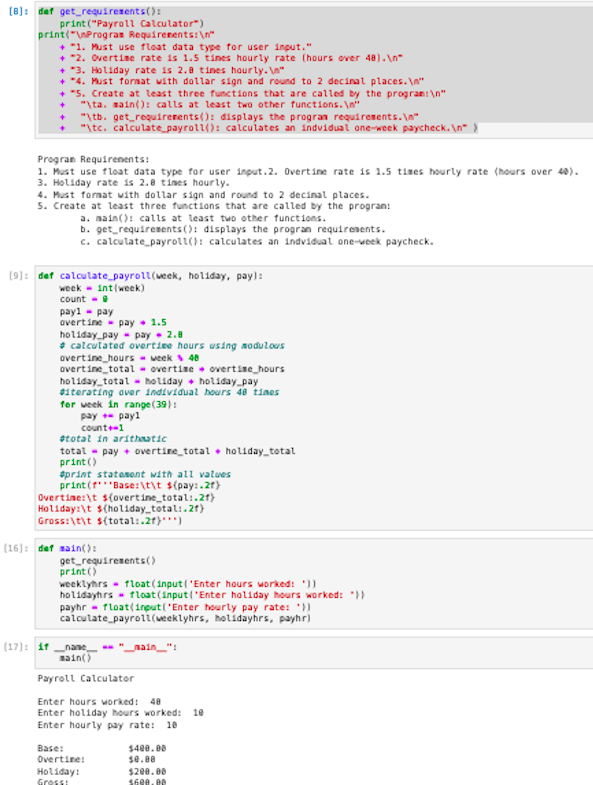 [8]: def get_requirements():
    print("Payroll Calculator")
print("\nProgram Requirements:\n"
    + "1. Must use float data type for user input."
    + "2. Overtime rate is 1.5 times hourly rate (hours over 40).\n"
    + "3. Holiday rate is 2.0 times hourly.\n"
    + "4. Must format with dollar sign and round to 2 decimal places.\n"
    + "5. Create at least three functions that are called by the program:\n"
    +   "\ta. main(): calls at least two other functions.\n"
    +   "\tb. get_requirements(): displays the program requirements.\n"
    +   "\tc. calculate_payroll(): calculates an indvidual one-week paycheck.\n" )
Program Requirements:
1. Must use float data type for user input.2. Overtime rate is 1.5 times hourly rate (hours over 40).
3. Holiday rate is 2.0 times hourly.
4. Must format with dollar sign and round to 2 decimal places.
5. Create at least three functions that are called by the program:
        a. main(): calls at least two other functions.
        b. get_requirements(): displays the program requirements.
        c. calculate_payroll(): calculates an indvidual one-week paycheck.
[9]: def calculate_payroll(week, holiday, pay):
    week = int(week)
    count = 0
    pay1 = pay
    overtime = pay * 1.5
    holiday_pay = pay * 2.0
    # calculated overtime hours using modulous
    overtime_hours = week % 40
    overtime_total = overtime * overtime_hours
    holiday_total = holiday * holiday_pay
    #iterating over individual hours 40 times
    for week in range(39):
        pay += pay1
        count+=1
    #total in arithmatic
    total = pay + overtime_total + holiday_total
    print()
    #print statement with all values
    print(f'''Base:\t\t ${pay:.2f}
Overtime:\t ${overtime_total:.2f}
Holiday:\t ${holiday_total:.2f}
Gross:\t\t ${total:.2f}''')
[16]: def main():
    get_requirements()
    print()
    weeklyhrs = float(input('Enter hours worked: '))
    holidayhrs = float(input('Enter holiday hours worked: '))
    payhr = float(input('Enter hourly pay rate: '))
    calculate_payroll(weeklyhrs, holidayhrs, payhr)
[17]: if __name__ == "__main__":
    main()
Payroll Calculator
Enter hours worked:  40
Enter holiday hours worked:  10
Enter hourly pay rate:  10
Base:            $400.00
Overtime:        $0.00
Holiday:         $200.00
Gross:           $600.00